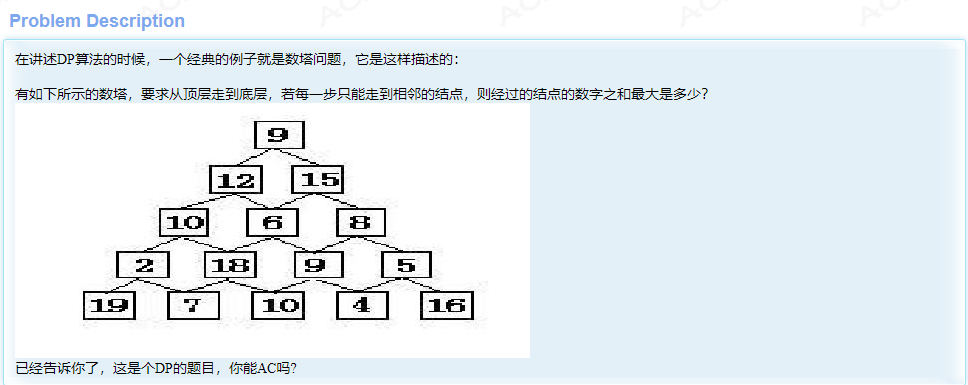 Problem Description
在讲述DP算法的时候，一个经典的例子就是数塔问题，它是这样描述的：
有如下所示的数塔，要求从顶层走到底层，若每一步只能走到相邻的结点，则经过的结点的数字之和最大是多少？
9
12 15
10 6 8
2 18 9 5
19 7 10 4 16
已经告诉你了，这是个DP的题目，你能AC吗?